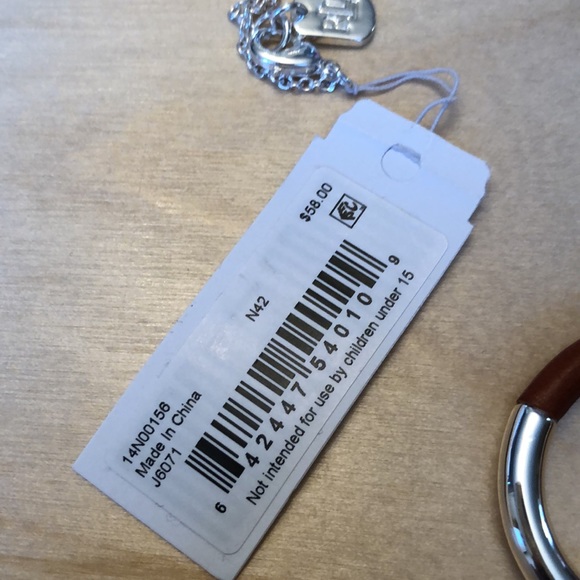 $58.00
N42
14N00156
Made In China
J6071
6 42447 54010 9
Not intended for use by children under 15